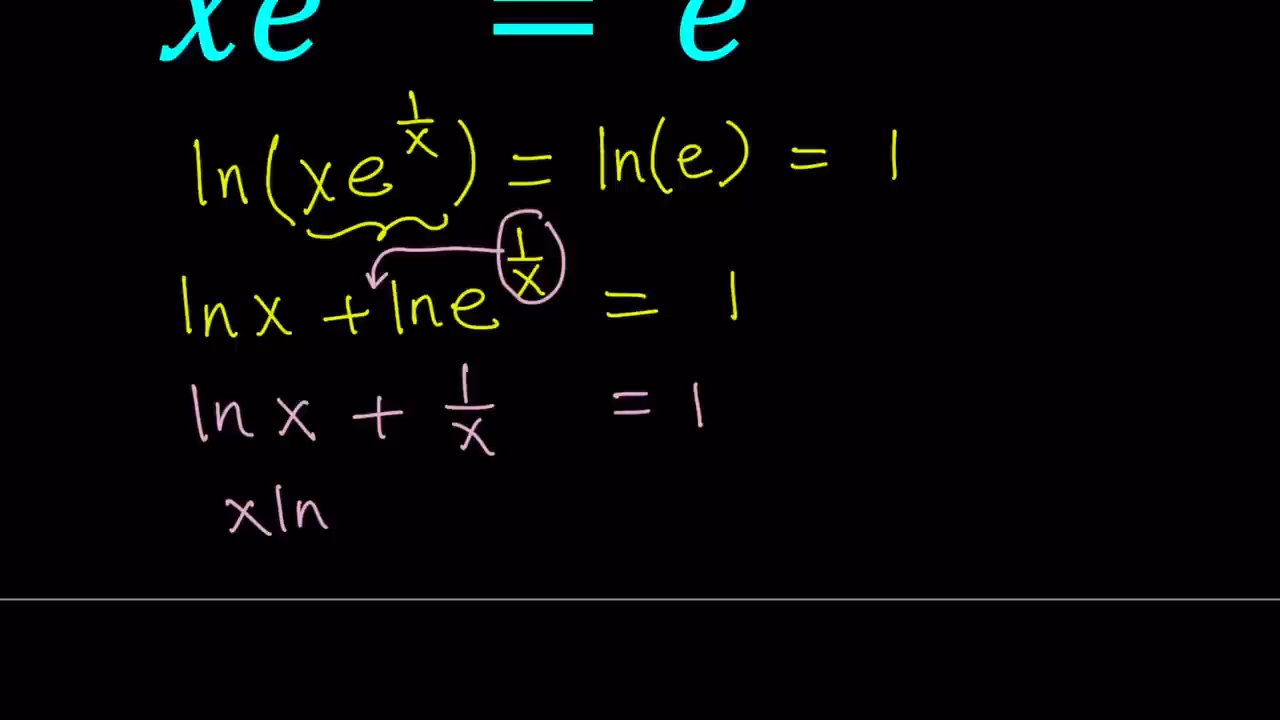 xe = e
ln(xe^(1/x)) = ln(e) = 1
ln x + ln e^(1/x) = 1
ln x + 1/x = 1
x ln